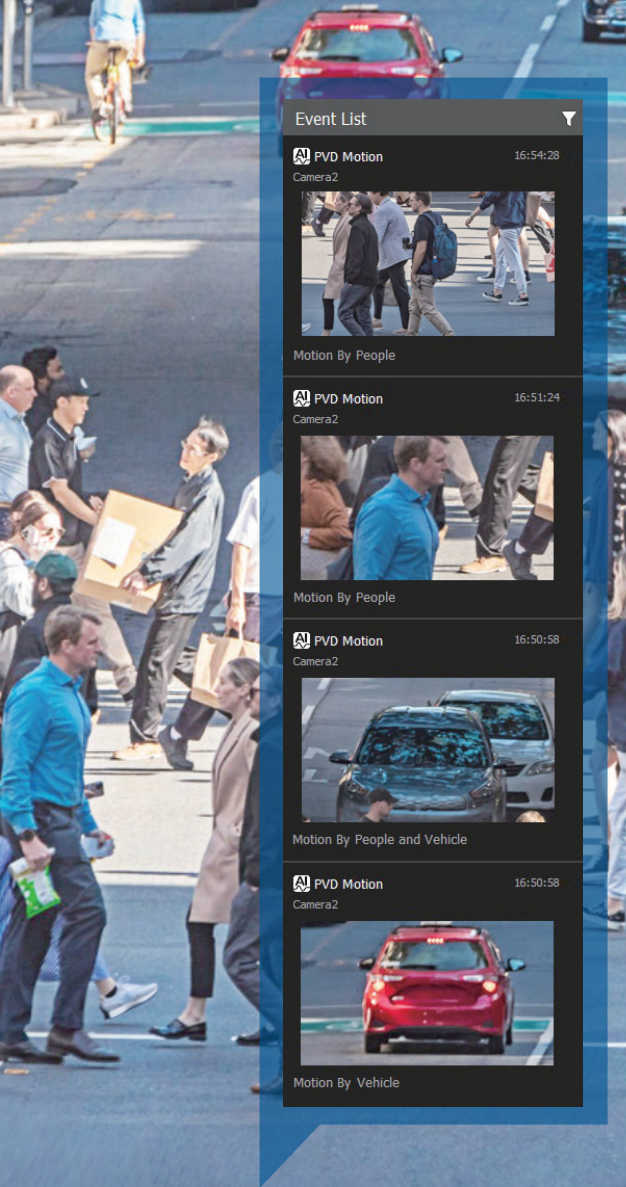 Event List
AI PVD Motion 16:54:28
Camera2
Motion By People
AI PVD Motion 16:51:24
Camera2
Motion By People
AI PVD Motion 16:50:58
Camera2
Motion By People and Vehicle
AI PVD Motion 16:50:58
Camera2
Motion By Vehicle